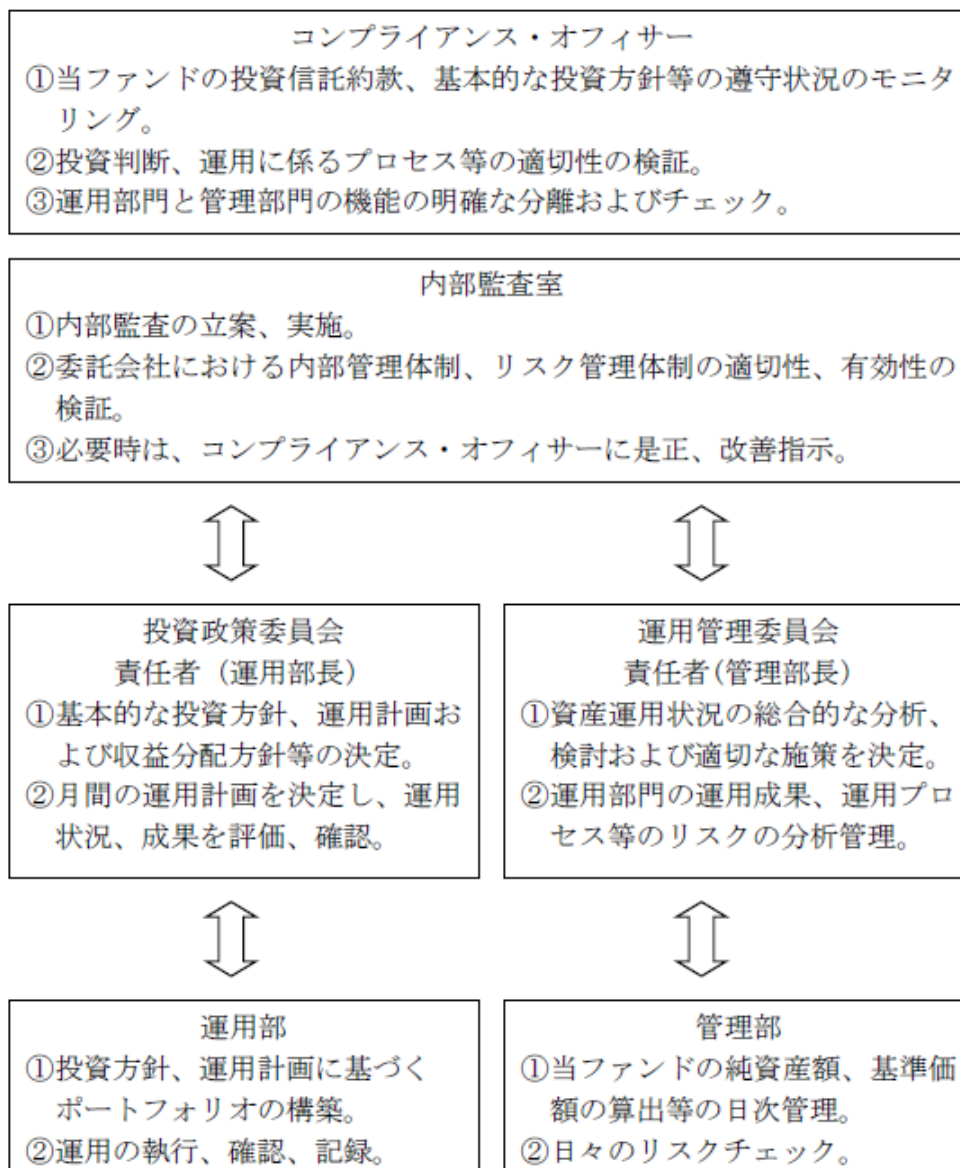 コンプライアンス・オフィサー
①当ファンドの投資信託約款、基本的な投資方針等の遵守状況のモニタ
リング。
②投資判断、運用に係るプロセス等の適切性の検証。
③運用部門と管理部門の機能の明確な分離およびチェック。
内部監査室
①内部監査の立案、実施。
②委託会社における内部管理体制、リスク管理体制の適切性、有効性の
検証。
③必要時は、コンプライアンス・オフィサーに是正、改善指示。
投資政策委員会
責任者（運用部長）
①基本的な投資方針、運用計画お
よび収益分配方針等の決定。
②月間の運用計画を決定し、運用
状況、成果を評価、確認。
運用管理委員会
責任者(管理部長)
①資産運用状況の総合的な分析、
検討および適切な施策を決定。
②運用部門の運用成果、運用プロ
セス等のリスクの分析管理。
運用部
①投資方針、運用計画に基づく
ポートフォリオの構築。
②運用の執行、確認、記録。
管理部
①当ファンドの純資産額、基準価
額の算出等の日次管理。
②日々のリスクチェック。